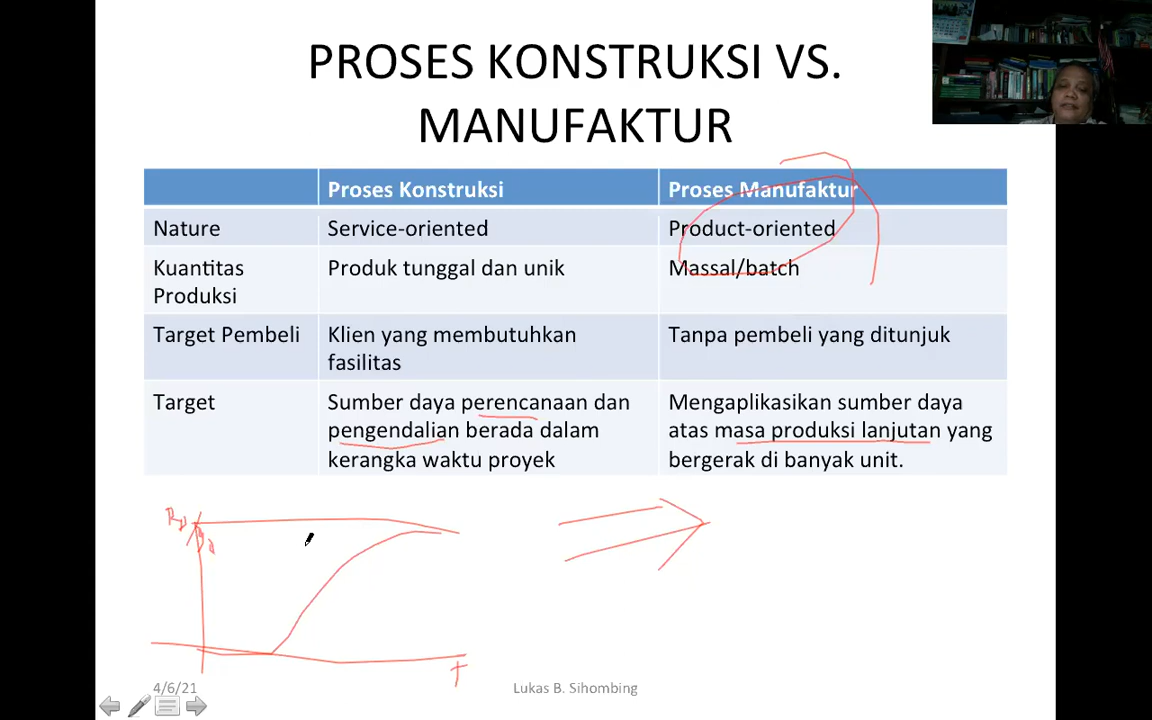 PROSES KONSTRUKSI VS.
MANUFAKTUR
Proses Konstruksi
Proses Manufaktur
Nature
Service-oriented
Product-oriented
Kuantitas
Produksi
Produk tunggal dan unik
Massal/batch
Target Pembeli
Klien yang membutuhkan
fasilitas
Tanpa pembeli yang ditunjuk
Target
Sumber daya perencanaan dan
pengendalian berada dalam
kerangka waktu proyek
Mengaplikasikan sumber daya
atas masa produksi lanjutan yang
bergerak di banyak unit.
Rp
T
4/6/21
Lukas B. Sihombing